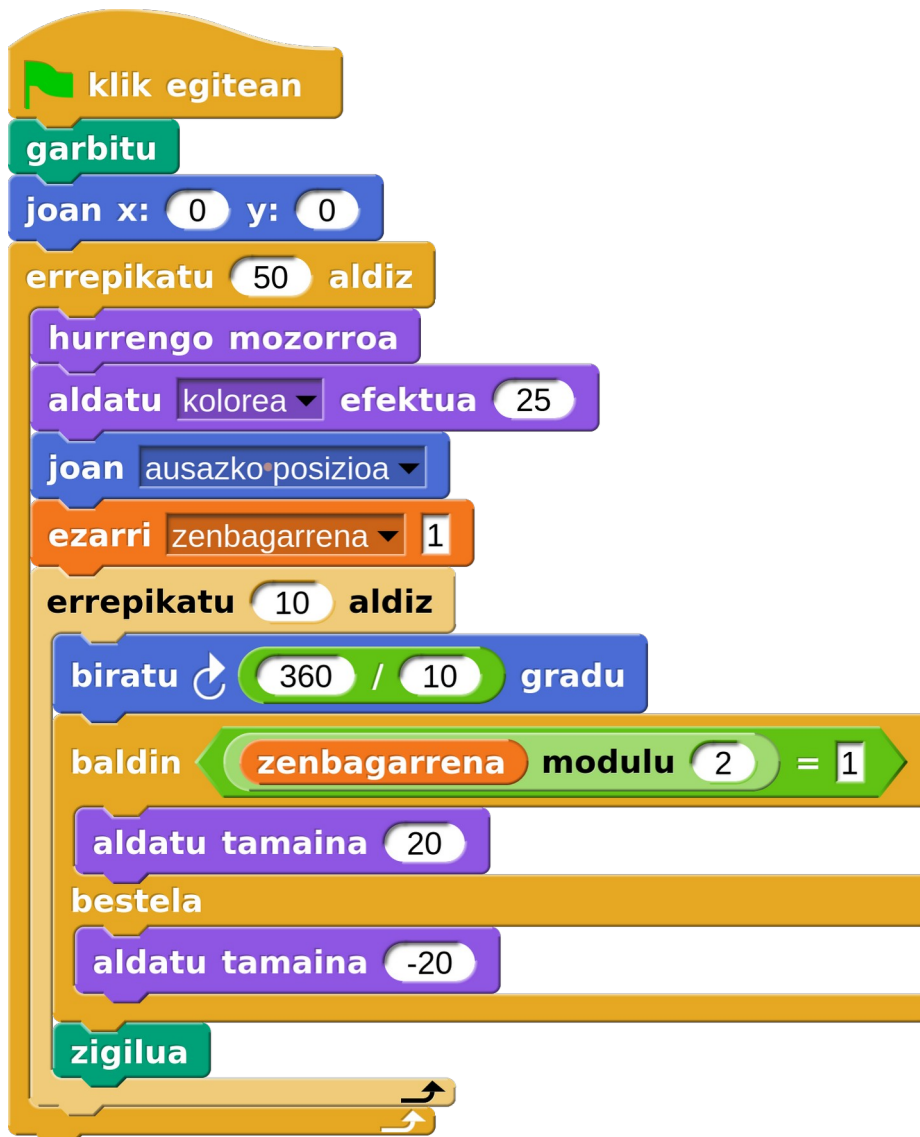 klik egitean
garbitu
joan x: 0 y: 0
errepikatu 50 aldiz
hurrengo mozorroa
aldatu kolorea efektua 25
joan ausazko posizioa
ezarri zenbagarrena 1
errepikatu 10 aldiz
biratu 360 / 10 gradu
baldin zenbagarrena modulu 2 = 1
aldatu tamaina 20
bestela
aldatu tamaina -20
zigilua